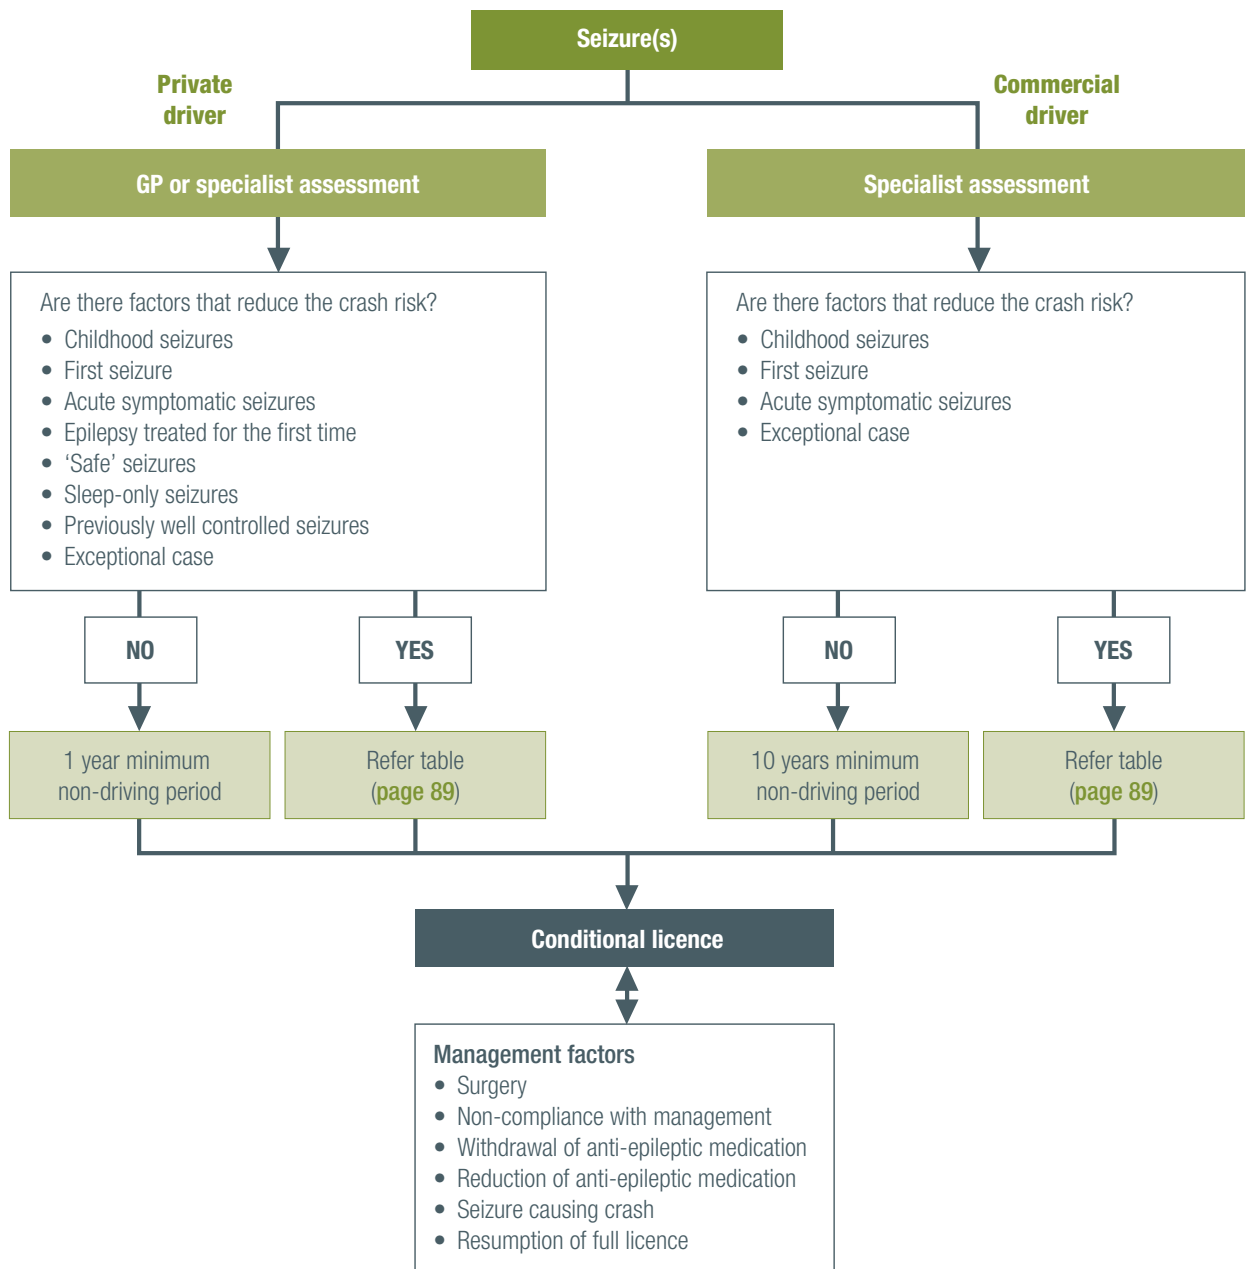 Seizure(s)
Private
driver
Commercial
driver
GP or specialist assessment
Specialist assessment
Are there factors that reduce the crash risk?
• Childhood seizures
• First seizure
• Acute symptomatic seizures
• Epilepsy treated for the first time
• ‘Safe’ seizures
• Sleep-only seizures
• Previously well controlled seizures
• Exceptional case
Are there factors that reduce the crash risk?
• Childhood seizures
• First seizure
• Acute symptomatic seizures
• Exceptional case
NO
YES
NO
YES
1 year minimum
non-driving period
Refer table
(page 89)
10 years minimum
non-driving period
Refer table
(page 89)
Conditional licence
Management factors
• Surgery
• Non-compliance with management
• Withdrawal of anti-epileptic medication
• Reduction of anti-epileptic medication
• Seizure causing crash
• Resumption of full licence